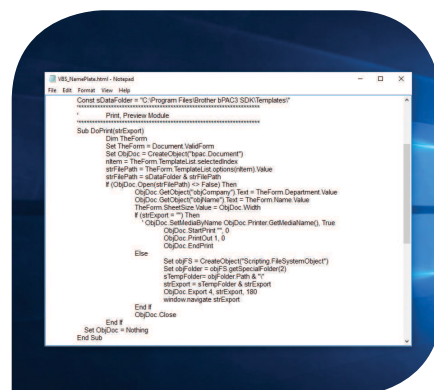 VBS_NamePlate.html - Notepad
File Edit Format View Help
Const sDataFolder = "C:\Program Files\Brother bPAC3 SDK\Templates\"
'*******************************************************************
' Print, Preview Module
'*******************************************************************
Sub DoPrint(strExport)
Dim TheForm
Set TheForm = Document.ValidForm
Set ObjDoc = CreateObject("bpac.Document")
nItem = TheForm.TemplateList.selectedIndex
strFilePath = TheForm.TemplateList.options(nItem).Value
strFilePath = sDataFolder & strFilePath
If (ObjDoc.Open(strFilePath) <> False) Then
ObjDoc.GetObject("objCompany").Text = TheForm.Department.Value
ObjDoc.GetObject("objName").Text = TheForm.Name.Value
TheForm.SheetSize.Value = ObjDoc.Width
If (strExport = "") Then
' ObjDoc.SetMediaByName ObjDoc.Printer.GetMediaName(), True
ObjDoc.StartPrint "", 0
ObjDoc.PrintOut 1, 0
ObjDoc.EndPrint
Else
Set objFS = CreateObject("Scripting.FileSystemObject")
Set objFolder = objFS.getSpecialFolder(2)
sTempFolder= objFolder.Path & "\"
strExport = sTempFolder & strExport
ObjDoc.Export 4, strExport, 180
window.navigate strExport
End If
ObjDoc.Close
End If
Set ObjDoc = Nothing
End Sub